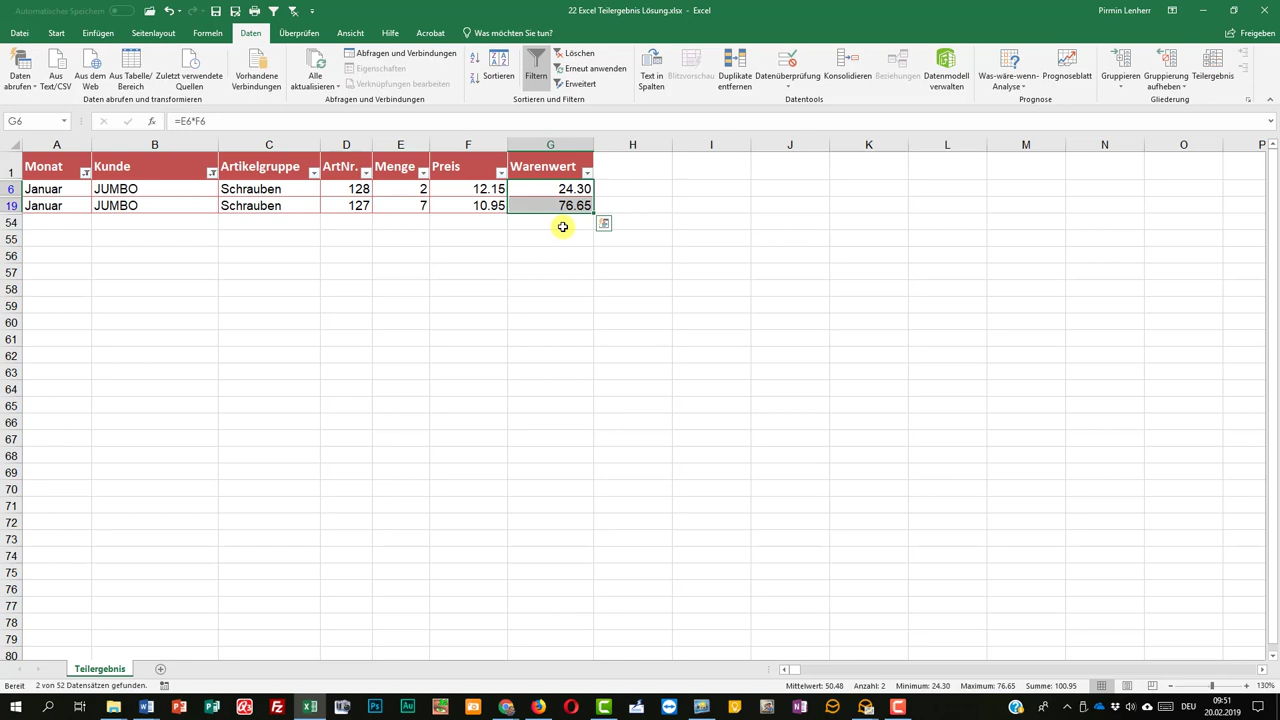 Automatisches Speichern
22 Excel Teilergebnis Lösung.xlsx - Excel
Pirmin Lenherr
Datei Start Einfügen Seitenlayout Formeln Daten Überprüfen Ansicht Hilfe Acrobat Was möchten Sie tun? Freigeben
Daten abrufen
Aus Text/CSV
Aus dem Web
Aus Tabelle/ Bereich
Zuletzt verwendete Quellen
Vorhandene Verbindungen
Daten abrufen und transformieren
Alle aktualisieren
Abfragen und Verbindungen
Eigenschaften
Verknüpfungen bearbeiten
Abfragen und Verbindungen
Sortieren
Filtern
Löschen
Erneut anwenden
Erweitert
Sortieren und Filtern
Text in Spalten
Blitzvorschau
Duplikate entfernen
Datenüberprüfung
Konsolidieren
Beziehungen
Datenmodell verwalten
Datentools
Was-wäre-wenn- Analyse
Prognoseblatt
Prognose
Gruppieren
Gruppierung aufheben
Teilergebnis
Gliederung
G6 =E6*F6
A B C D E F G H I J K L M N O P
1 Monat Kunde Artikelgruppe ArtNr. Menge Preis Warenwert
6 Januar JUMBO Schrauben 128 2 12.15 24.30
19 Januar JUMBO Schrauben 127 7 10.95 76.65
54
55
56
57
58
59
60
61
62
63
64
65
66
67
68
69
70
71
72
73
74
75
76
77
78
79
80
Teilergebnis
Bereit 2 von 52 Datensätzen gefunden. Mittelwert: 50.48 Anzahl: 2 Minimum: 24.30 Maximum: 76.65 Summe: 100.95 130%
DEU
09:51
20.02.2019